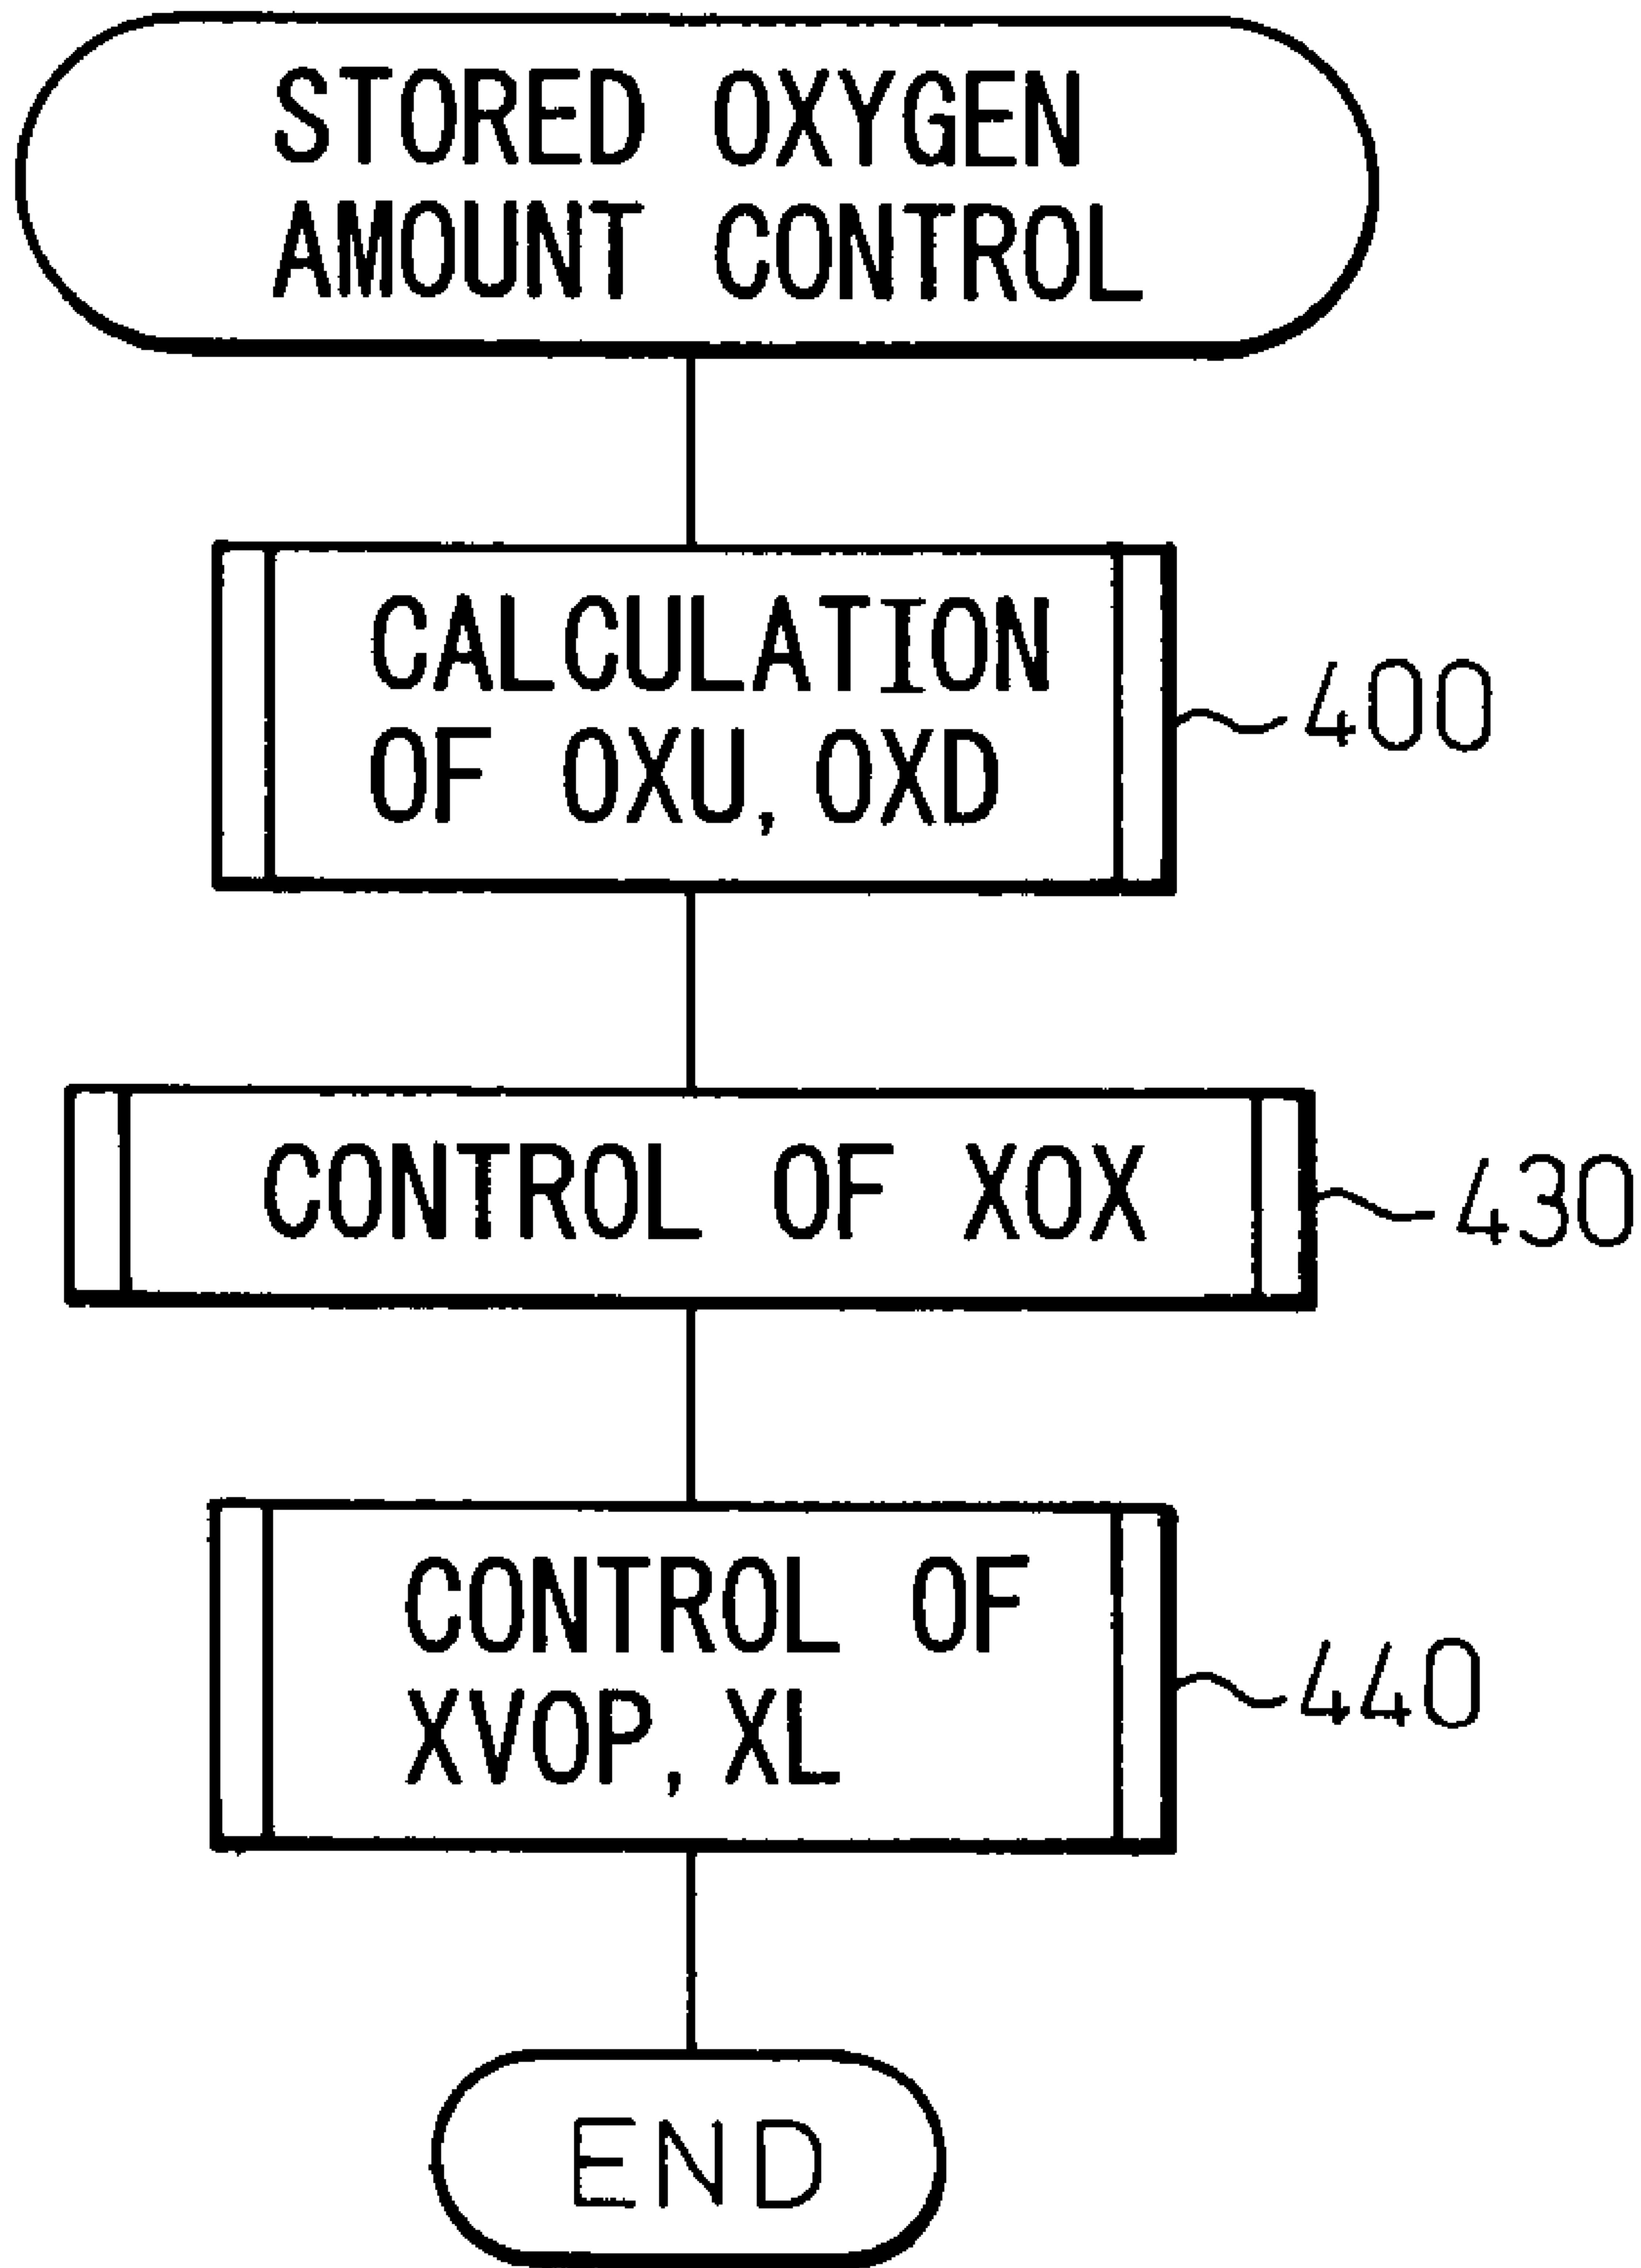 STORED OXYGEN
AMOUNT CONTROL
CALCULATION
OF OXU, OXD
400
CONTROL OF XOX
430
CONTROL OF
XVOP, XL
440
END